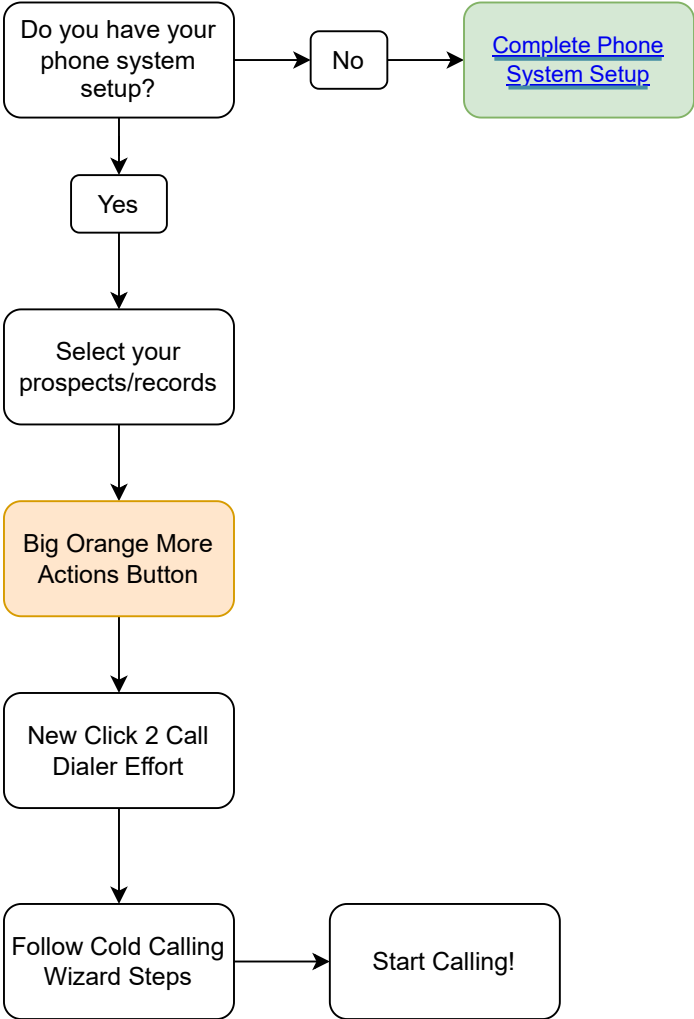 Do you have your
phone system
setup?
No
Complete Phone
System Setup
Yes
Select your
prospects/records
Big Orange More
Actions Button
New Click 2 Call
Dialer Effort
Follow Cold Calling
Wizard Steps
Start Calling!